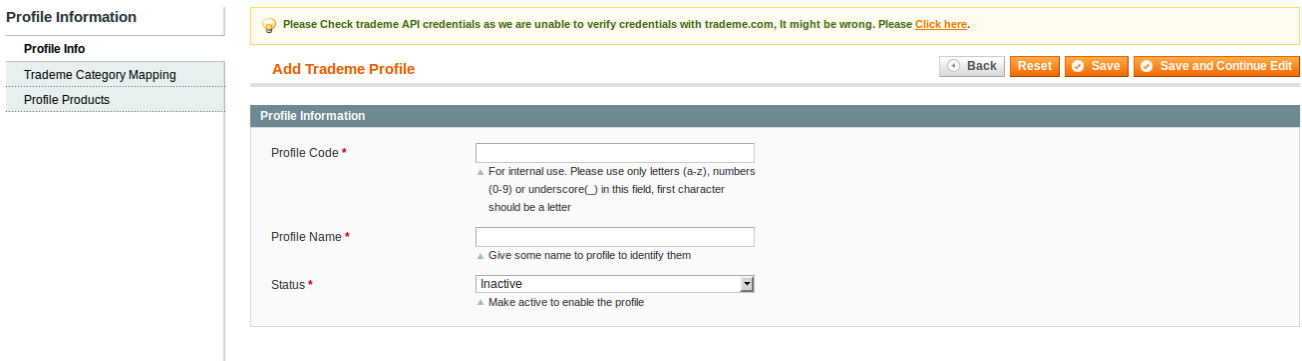 Profile Information
Profile Info
Trademe Category Mapping
Profile Products
Please Check trademe API credentials as we are unable to verify credentials with trademe.com, It might be wrong. Please Click here.
Add Trademe Profile
Back Reset Save Save and Continue Edit
Profile Information
Profile Code *
For internal use. Please use only letters (a-z), numbers
(0-9) or underscore(_) in this field, first character
should be a letter
Profile Name *
Give some name to profile to identify them
Status * Inactive
Make active to enable the profile